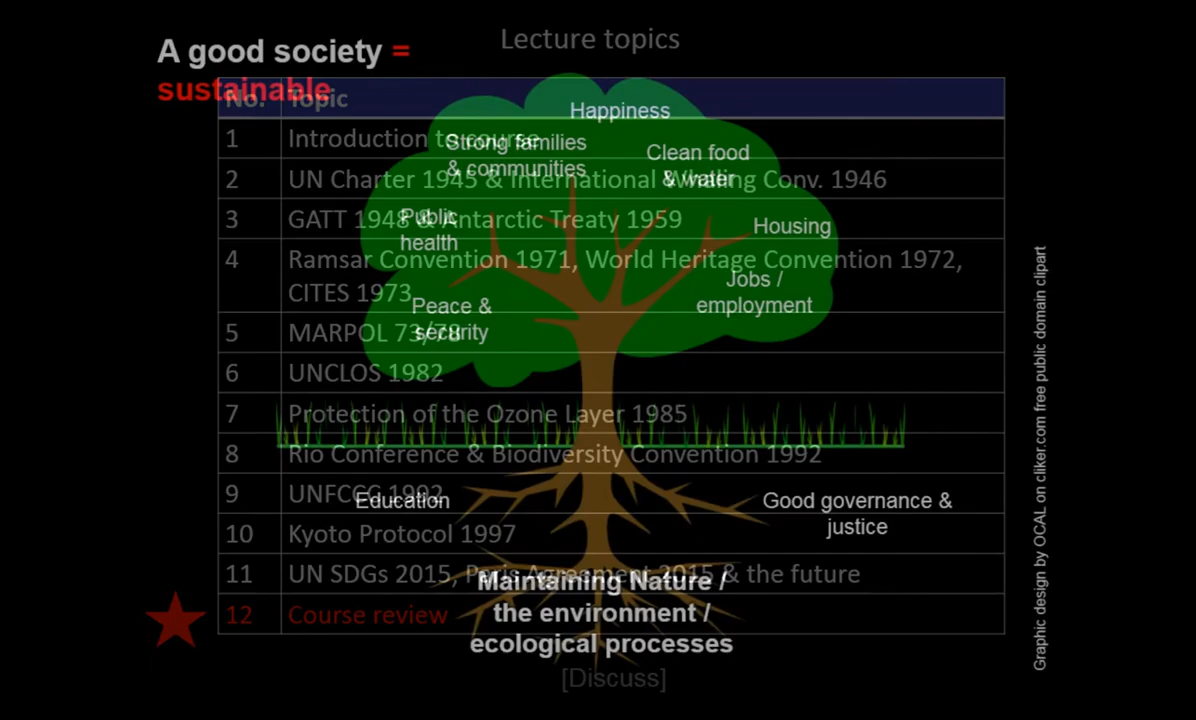 Lecture topics
No. Topic
1 Introduction to course
2 UN Charter 1945 & International Whaling Conv. 1946
3 GATT 1948 & Antarctic Treaty 1959
4 Ramsar Convention 1971, World Heritage Convention 1972,
CITES 1973
5 MARPOL 73/78
6 UNCLOS 1982
7 Protection of the Ozone Layer 1985
8 Rio Conference & Biodiversity Convention 1992
9 UNFCCC 1992
10 Kyoto Protocol 1997
11 UN SDGs 2015, Paris Agreement 2015 & the future
12 Course review
A good society =
sustainable
Happiness
Strong families
& communities
Clean food
& water
Public
health
Housing
Jobs /
employment
Peace &
security
Education
Good governance &
justice
Maintaining Nature /
the environment /
ecological processes
[Discuss]
Graphic design by OCAL on cliker.com free public domain clipart